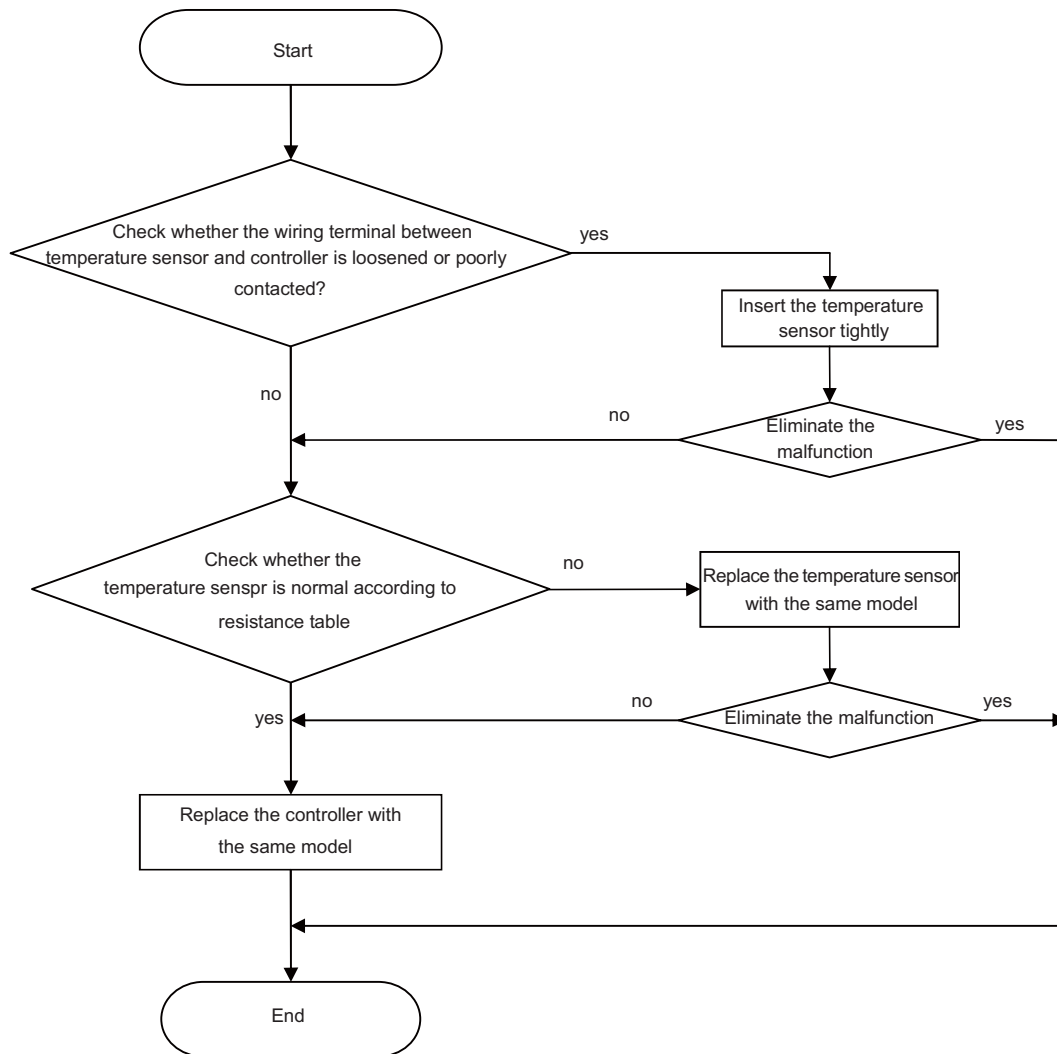 Start
Check whether the wiring terminal between
temperature sensor and controller is loosened or poorly
contacted?
yes
Insert the temperature
sensor tightly
no
no
Eliminate the
malfunction
yes
Check whether the
temperature senspr is normal according to
resistance table
no
Replace the temperature sensor
with the same model
yes
no
Eliminate the malfunction
yes
Replace the controller with
the same model
End